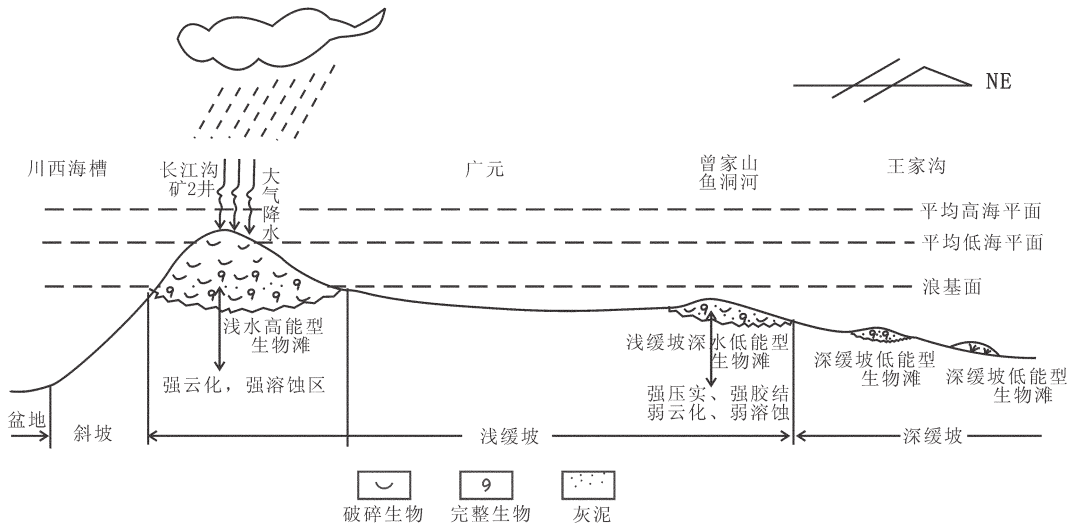 NE
川西海槽
长江沟
矿2井
大气降水
广元
曾家山
鱼洞河
王家沟
平均高海平面
平均低海平面
浪基面
浅水高能型
生物滩
强云化，强溶蚀区
浅缓坡深水低能型
生物滩
强压实、强胶结
弱云化、弱溶蚀
深缓坡低能型
生物滩
深缓坡低能型
生物滩
盆地
斜坡
浅缓坡
深缓坡
破碎生物
完整生物
灰泥